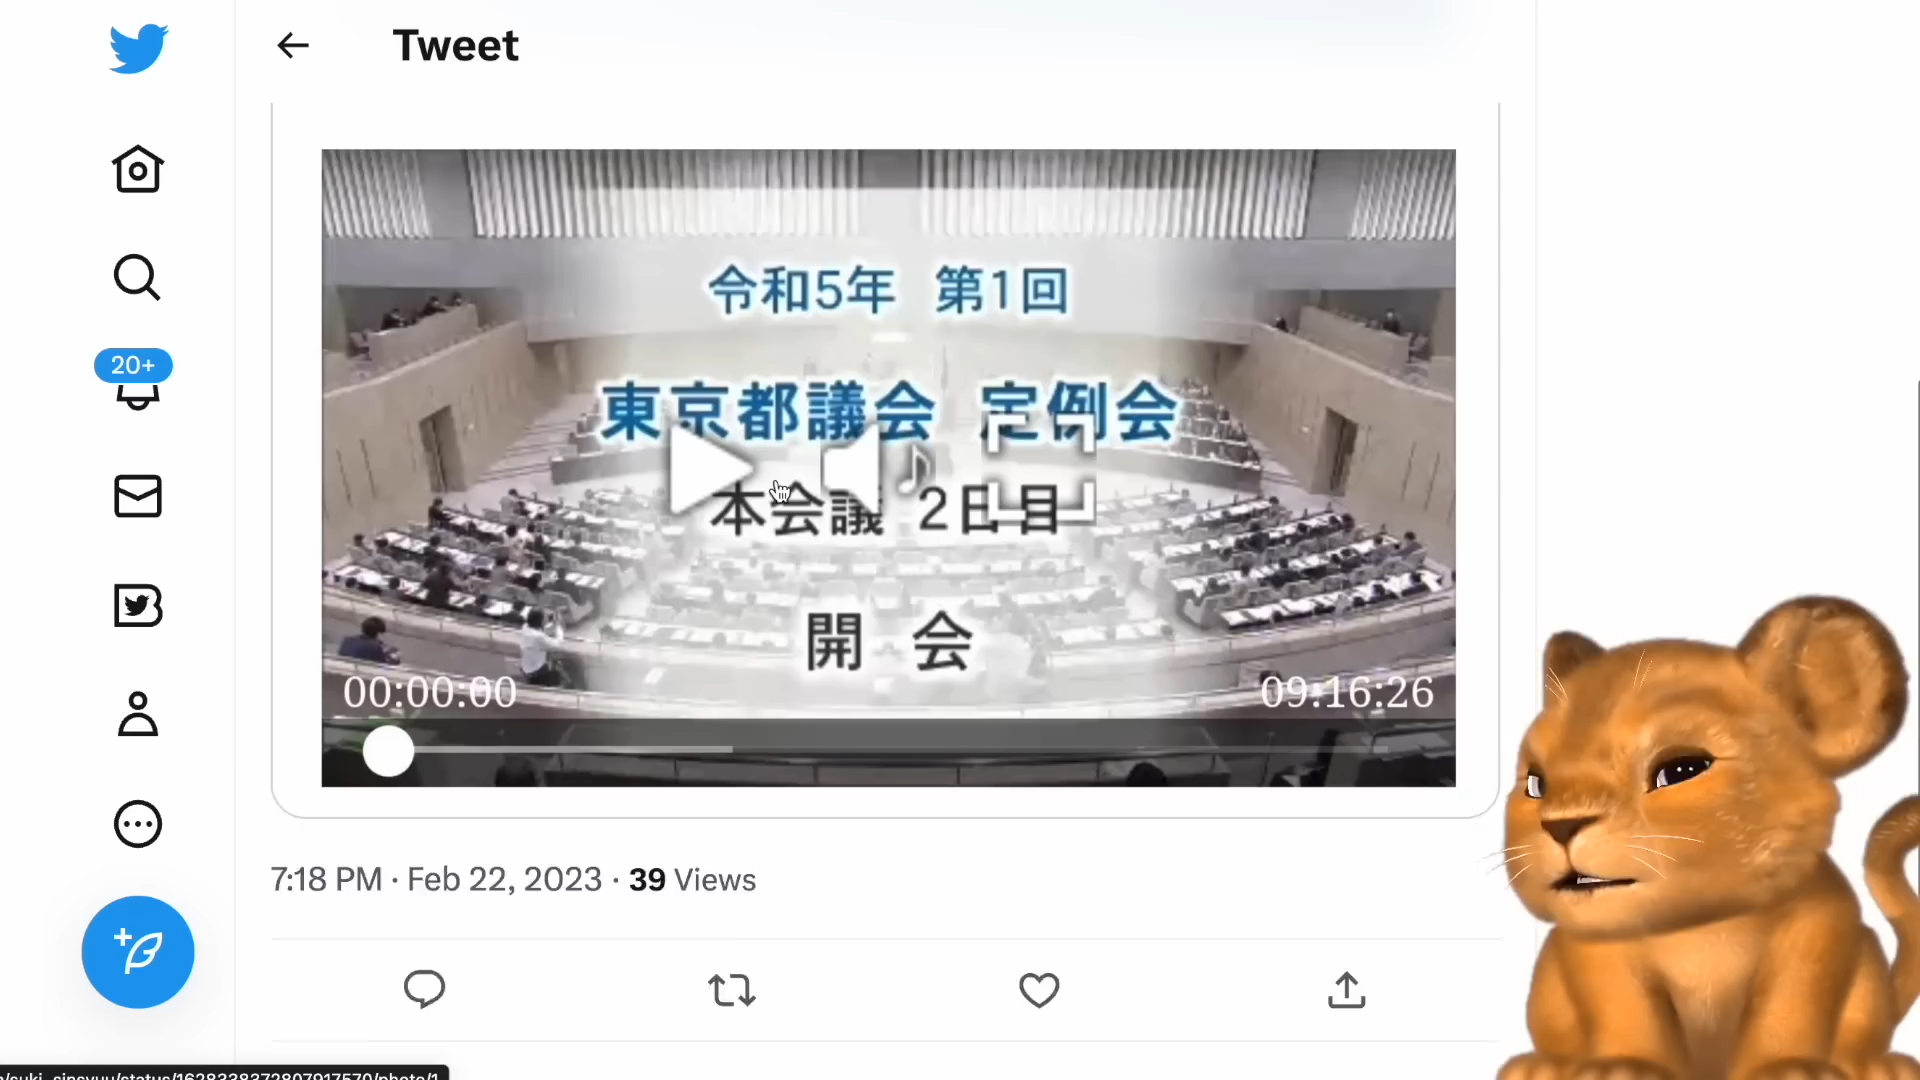 Tweet
令和5年 第1回
東京都議会 定例会
本会議 2日目
開会
00:00:00
09:16:26
20+
7:18 PM · Feb 22, 2023 · 39 Views